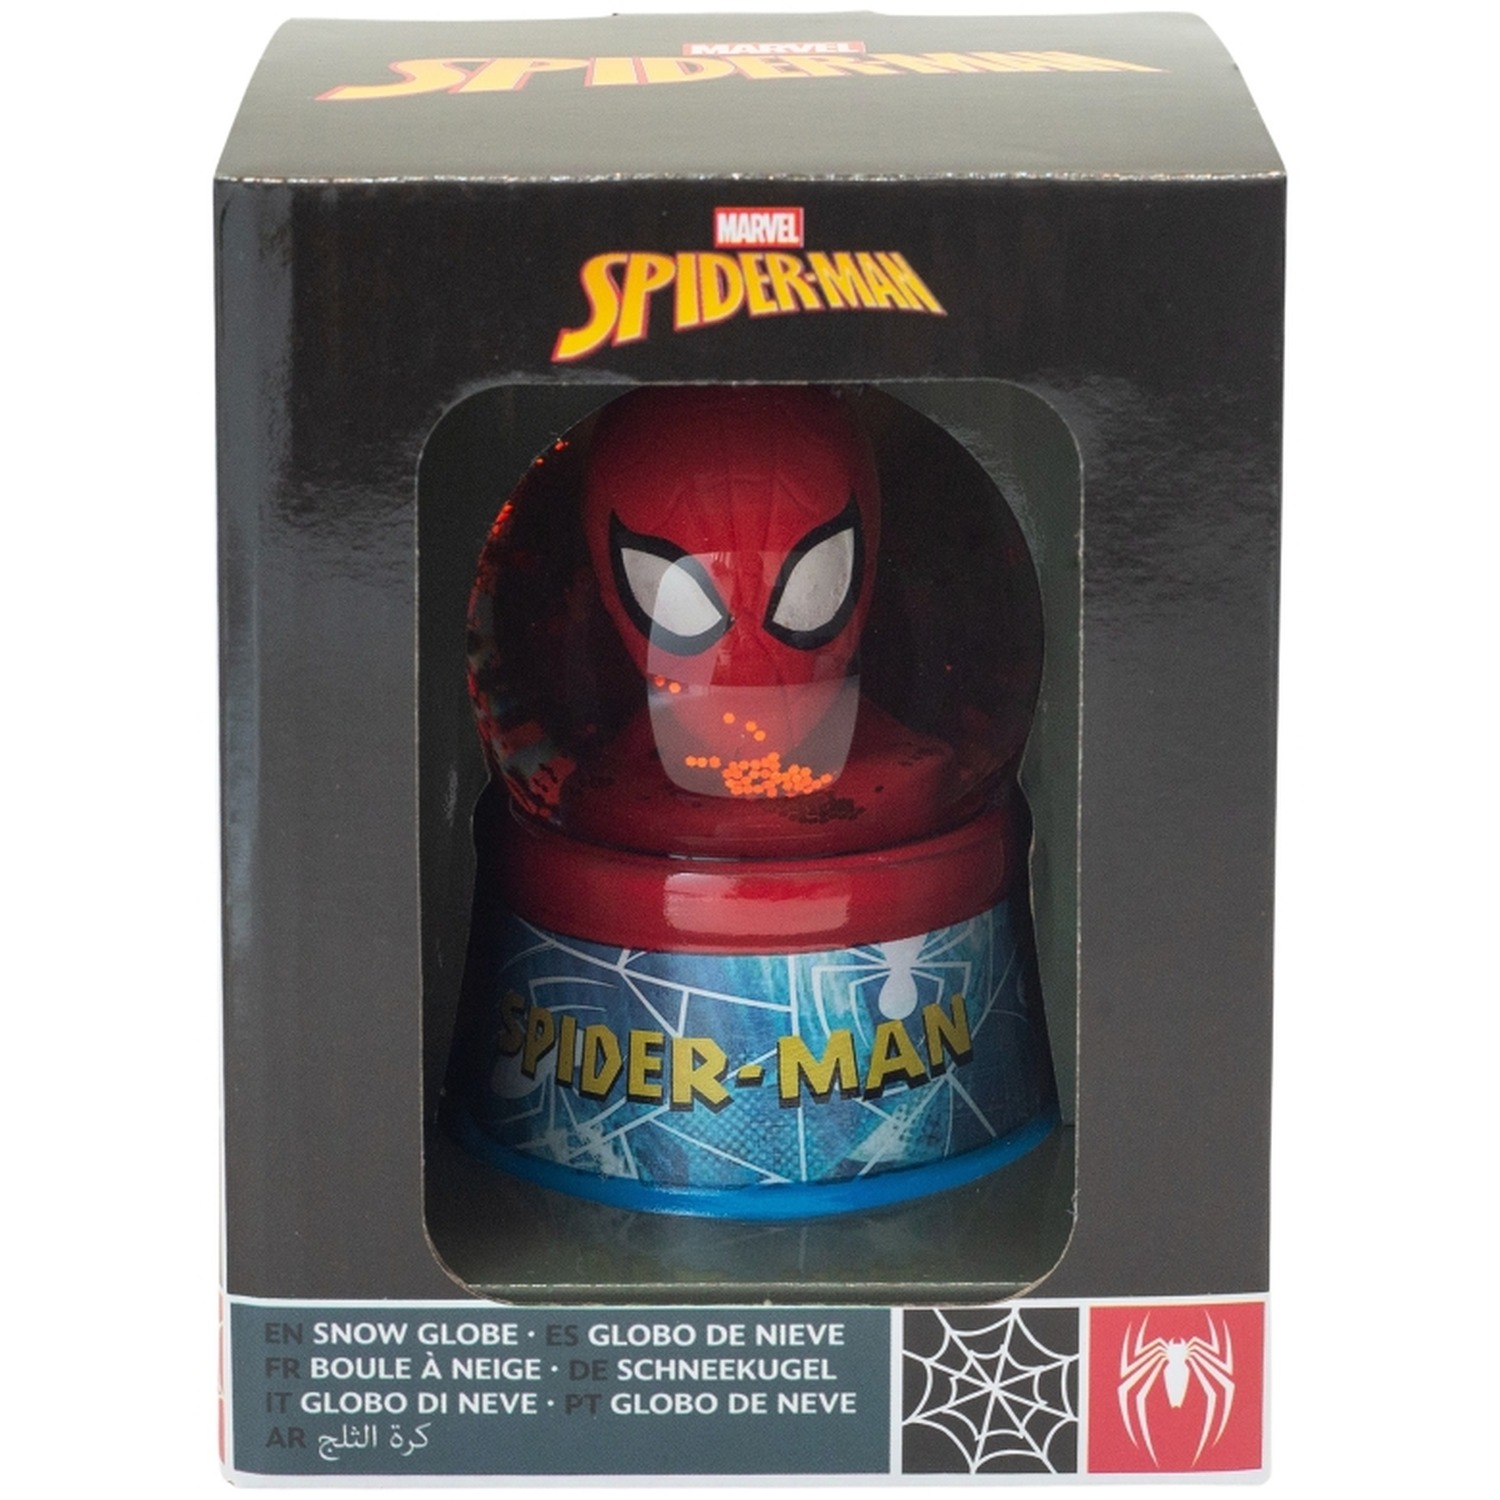 MARVEL
SPIDER-MAN
MARVEL
SPIDER-MAN
SPIDER-MAN
EN SNOW GLOBE · ES GLOBO DE NIEVE
FR BOULE À NEIGE · DE SCHNEEKUGEL
IT GLOBO DI NEVE · PT GLOBO DE NEVE
AR كرة الثلج